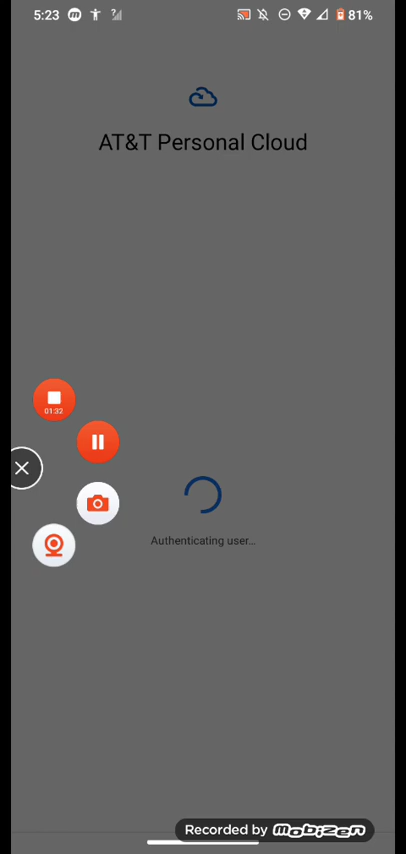 5:23
81%
AT&T Personal Cloud
01:32
Authenticating user...
Recorded by mobizen